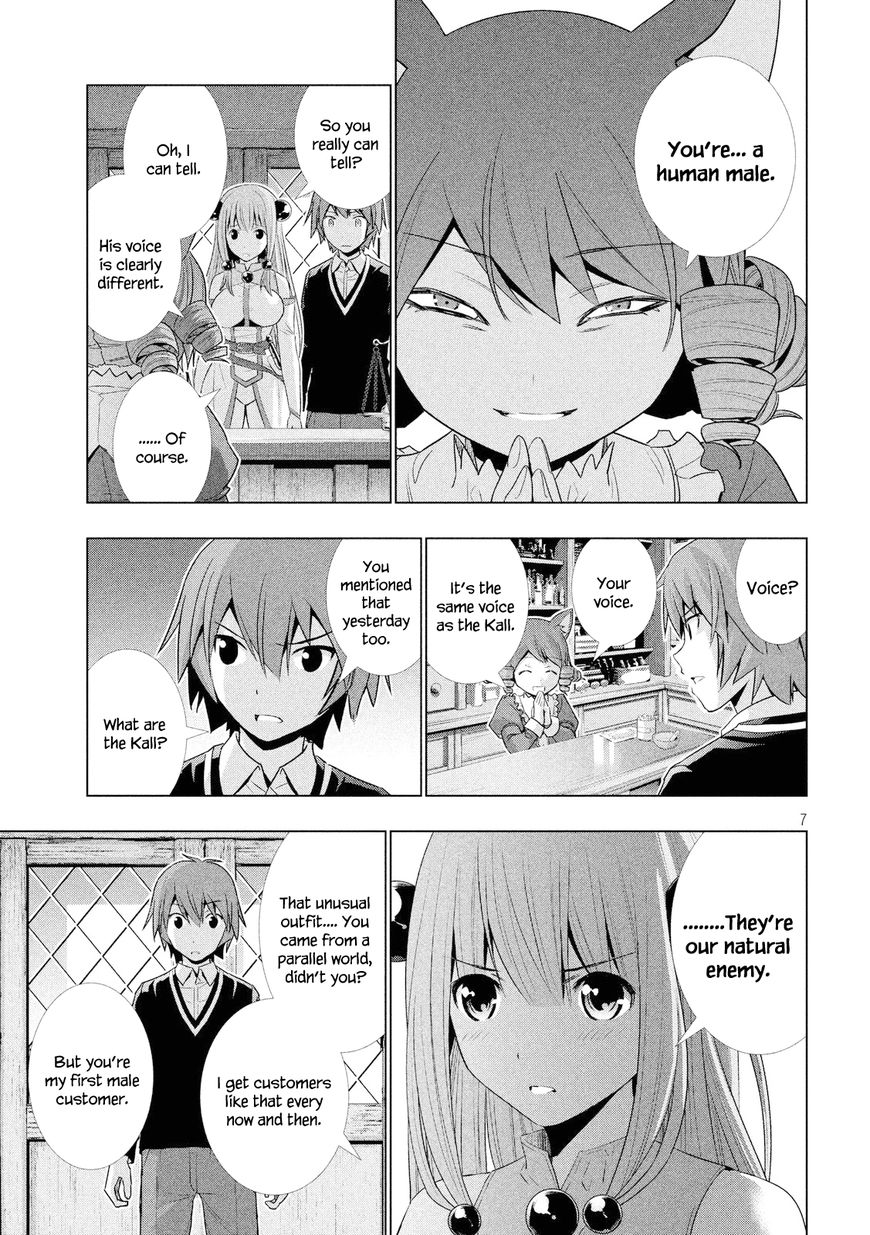 You're... a
human male.
So you
really can
tell?
Oh, I
can tell.
His voice
is clearly
different.
...... Of
course.
Voice?
Your
voice.
It's the
same voice
as the Kall.
You
mentioned
that
yesterday
too.
What are
the Kall?
7
........They're
our natural
enemy.
That unusual
outfit.... You
came from a
parallel world,
didn't you?
I get customers
like that every
now and then.
But you're
my first male
customer.